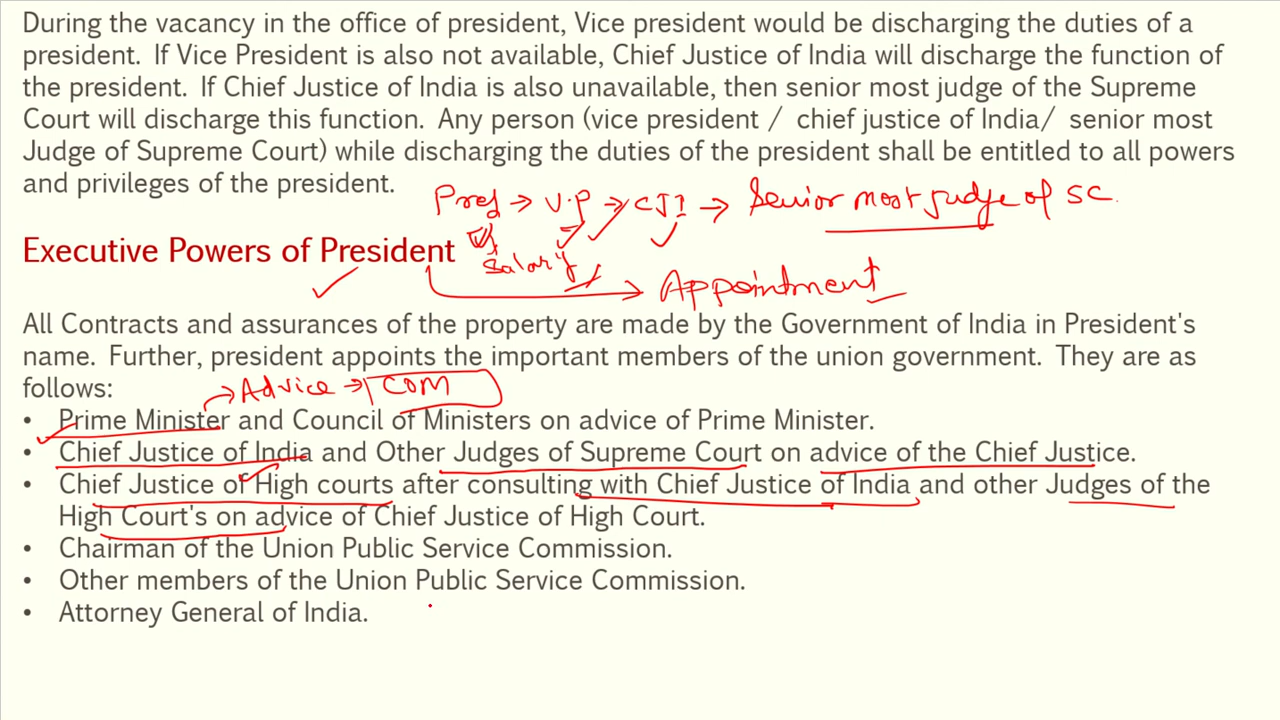 During the vacancy in the office of president, Vice president would be discharging the duties of a
president. If Vice President is also not available, Chief Justice of India will discharge the function of
the president. If Chief Justice of India is also unavailable, then senior most judge of the Supreme
Court will discharge this function. Any person (vice president / chief justice of India/ senior most
Judge of Supreme Court) while discharging the duties of the president shall be entitled to all powers
and privileges of the president.
Pres → V.P → CJI → Senior most judge of SC
Executive Powers of President
Salary
Appointment
All Contracts and assurances of the property are made by the Government of India in President's
name. Further, president appoints the important members of the union government. They are as
follows:
→ Advice → COM
• Prime Minister and Council of Ministers on advice of Prime Minister.
• Chief Justice of India and Other Judges of Supreme Court on advice of the Chief Justice.
• Chief Justice of High courts after consulting with Chief Justice of India and other Judges of the
High Court's on advice of Chief Justice of High Court.
• Chairman of the Union Public Service Commission.
• Other members of the Union Public Service Commission.
• Attorney General of India.